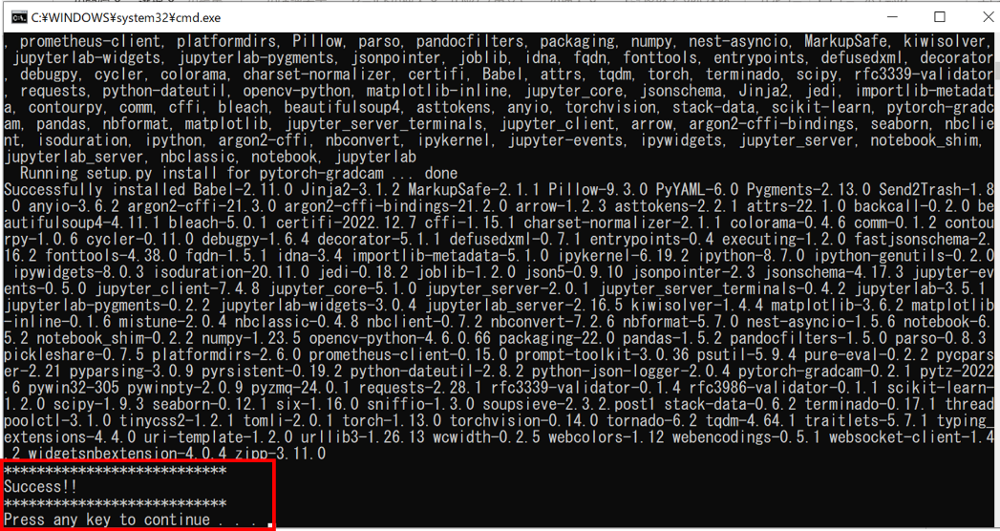 C:¥WINDOWS¥system32¥cmd.exe
, prometheus-client, platformdirs, Pillow, parso, pandocfilters, packaging, numpy, nest-asyncio, MarkupSafe, kiwisolver,
 jupyterlab-widgets, jupyterlab-pygments, jsonpointer, joblib, idna, fqdn, fonttools, entrypoints, defusedxml, decorator
, debugpy, cycler, colorama, charset-normalizer, certifi, Babel, attrs, tqdm, torch, terminado, scipy, rfc3339-validator
, requests, python-dateutil, opencv-python, matplotlib-inline, jupyter_core, jsonschema, Jinja2, jedi, importlib-metadat
a, contourpy, comm, cffi, bleach, beautifulsoup4, asttokens, anyio, torchvision, stack-data, scikit-learn, pytorch-gradc
am, pandas, nbformat, matplotlib, jupyter_server_terminals, jupyter_client, arrow, argon2-cffi-bindings, seaborn, nbclie
nt, isoduration, ipython, argon2-cffi, nbconvert, ipykernel, jupyter-events, ipywidgets, jupyter_server, notebook_shim,
jupyterlab_server, nbclassic, notebook, jupyterlab
  Running setup.py install for pytorch-gradcam ... done
Successfully installed Babel-2.11.0 Jinja2-3.1.2 MarkupSafe-2.1.1 Pillow-9.3.0 PyYAML-6.0 Pygments-2.13.0 Send2Trash-1.8
.0 anyio-3.6.2 argon2-cffi-21.3.0 argon2-cffi-bindings-21.2.0 arrow-1.2.3 asttokens-2.2.1 attrs-22.1.0 backcall-0.2.0 be
autifulsoup4-4.11.1 bleach-5.0.1 certifi-2022.12.7 cffi-1.15.1 charset-normalizer-2.1.1 colorama-0.4.6 comm-0.1.2 contou
rpy-1.0.6 cycler-0.11.0 debugpy-1.6.4 decorator-5.1.1 defusedxml-0.7.1 entrypoints-0.4 executing-1.2.0 fastjsonschema-2.
16.2 fonttools-4.38.0 fqdn-1.5.1 idna-3.4 importlib-metadata-5.1.0 ipykernel-6.19.2 ipython-8.7.0 ipython-genutils-0.2.0
 ipywidgets-8.0.3 isoduration-20.11.0 jedi-0.18.2 joblib-1.2.0 json5-0.9.10 jsonpointer-2.3 jsonschema-4.17.3 jupyter-ev
ents-0.5.0 jupyter_client-7.4.8 jupyter_core-5.1.0 jupyter_server-2.0.1 jupyter_server_terminals-0.4.2 jupyterlab-3.5.1
jupyterlab-pygments-0.2.2 jupyterlab-widgets-3.0.4 jupyterlab_server-2.16.5 kiwisolver-1.4.4 matplotlib-3.6.2 matplotlib
-inline-0.1.6 mistune-2.0.4 nbclassic-0.4.8 nbclient-0.7.2 nbconvert-7.2.6 nbformat-5.7.0 nest-asyncio-1.5.6 notebook-6.
5.2 notebook_shim-0.2.2 numpy-1.23.5 opencv-python-4.6.0.66 packaging-22.0 pandas-1.5.2 pandocfilters-1.5.0 parso-0.8.3
pickleshare-0.7.5 platformdirs-2.6.0 prometheus-client-0.15.0 prompt-toolkit-3.0.36 psutil-5.9.4 pure-eval-0.2.2 pycpars
er-2.21 pyparsing-3.0.9 pyrsistent-0.19.2 python-dateutil-2.8.2 python-json-logger-2.0.4 pytorch-gradcam-0.2.1 pytz-2022
.6 pywin32-305 pywinpty-2.0.9 pyzmq-24.0.1 requests-2.28.1 rfc3339-validator-0.1.4 rfc3986-validator-0.1.1 scikit-learn-
1.2.0 scipy-1.9.3 seaborn-0.12.1 six-1.16.0 sniffio-1.3.0 soupsieve-2.3.2.post1 stack-data-0.6.2 terminado-0.17.1 thread
poolctl-3.1.0 tinycss2-1.2.1 tomli-2.0.1 torch-1.13.0 torchvision-0.14.0 tornado-6.2 tqdm-4.64.1 traitlets-5.7.1 typing_
extensions-4.4.0 uri-template-1.2.0 urllib3-1.26.13 wcwidth-0.2.5 webcolors-1.12 webencodings-0.5.1 websocket-client-1.4
.2 widgetsnbextension-4.0.4 zipp-3.11.0
***************************
Success!!
***************************
Press any key to continue . . .